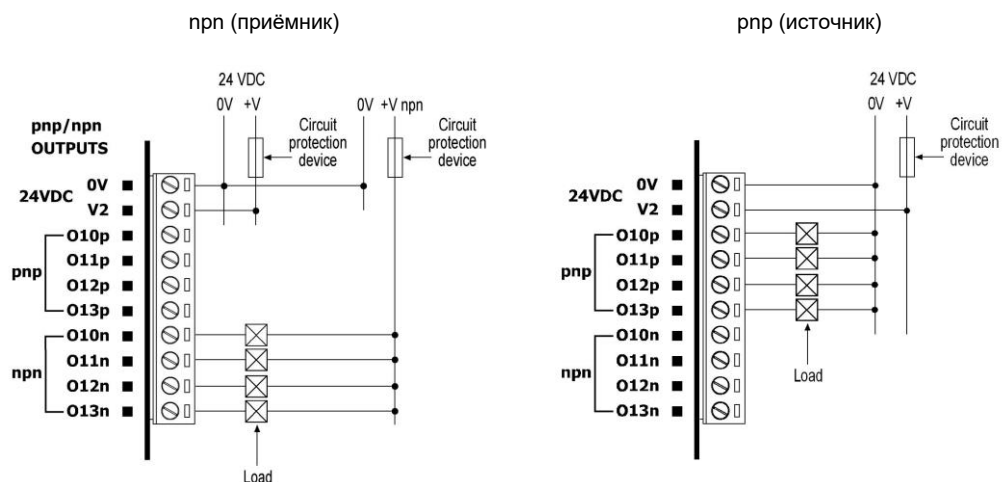 npn (приёмник)
24 VDC
0V +V
0V +V npn
pnp/npn
OUTPUTS
Circuit
protection
device
Circuit
protection
device
24VDC
0V
V2
pnp
O10p
O11p
O12p
O13p
npn
O10n
O11n
O12n
O13n
Load
pnp (источник)
24 VDC
0V +V
Circuit
protection
device
24VDC
0V
V2
pnp
O10p
O11p
O12p
O13p
npn
O10n
O11n
O12n
O13n
Load